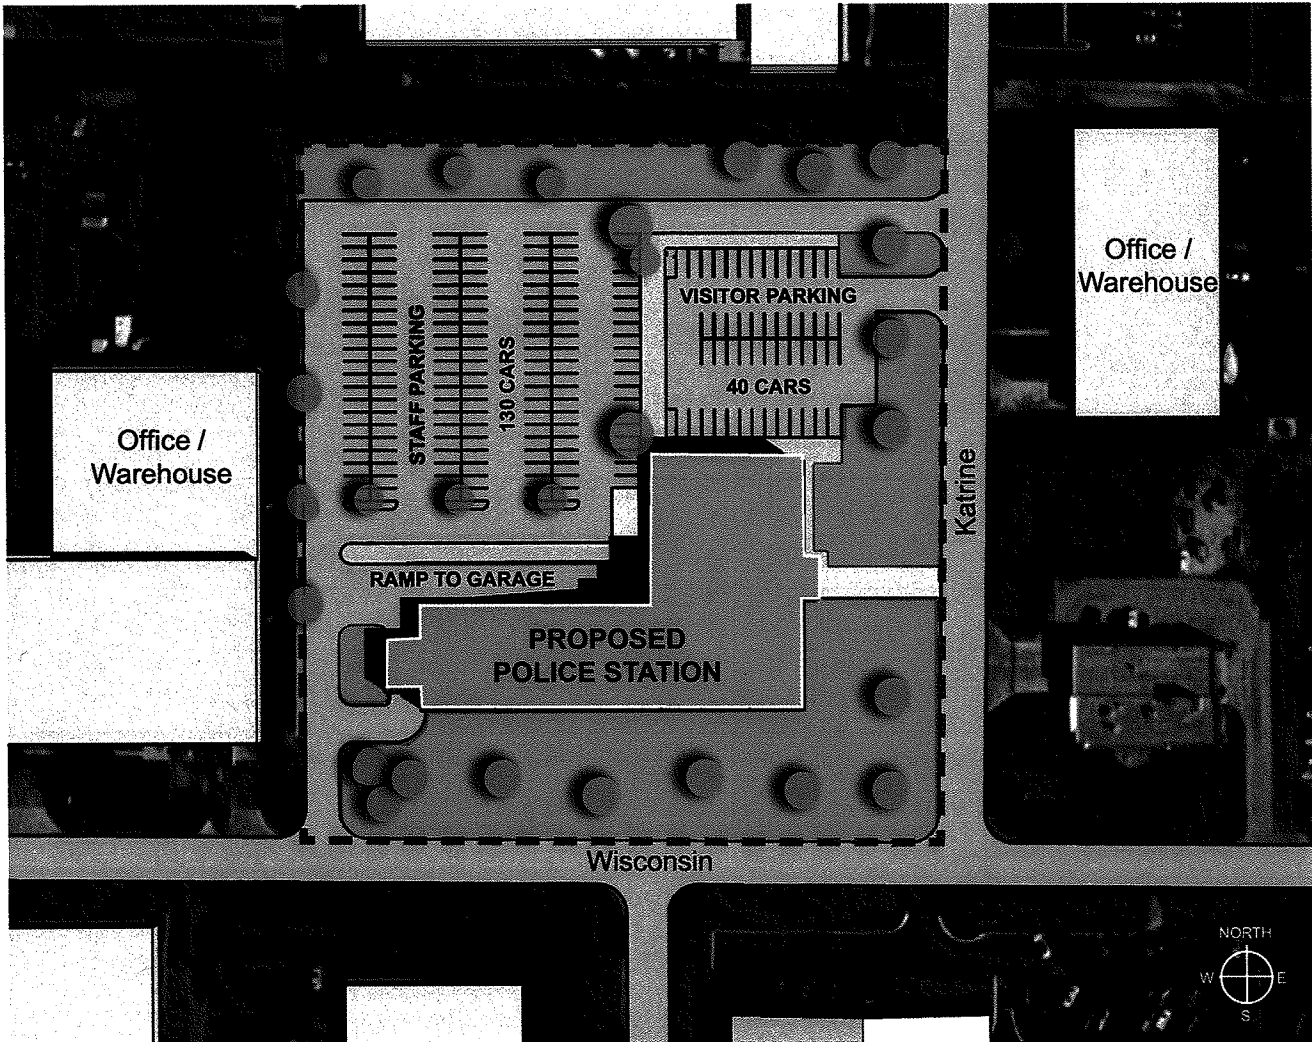 VISITOR PARKING
40 CARS
STAFF PARKING
130 CARS
Office /
Warehouse
Office /
Warehouse
Katrine
RAMP TO GARAGE
PROPOSED
POLICE STATION
Wisconsin
NORTH
W
E
S